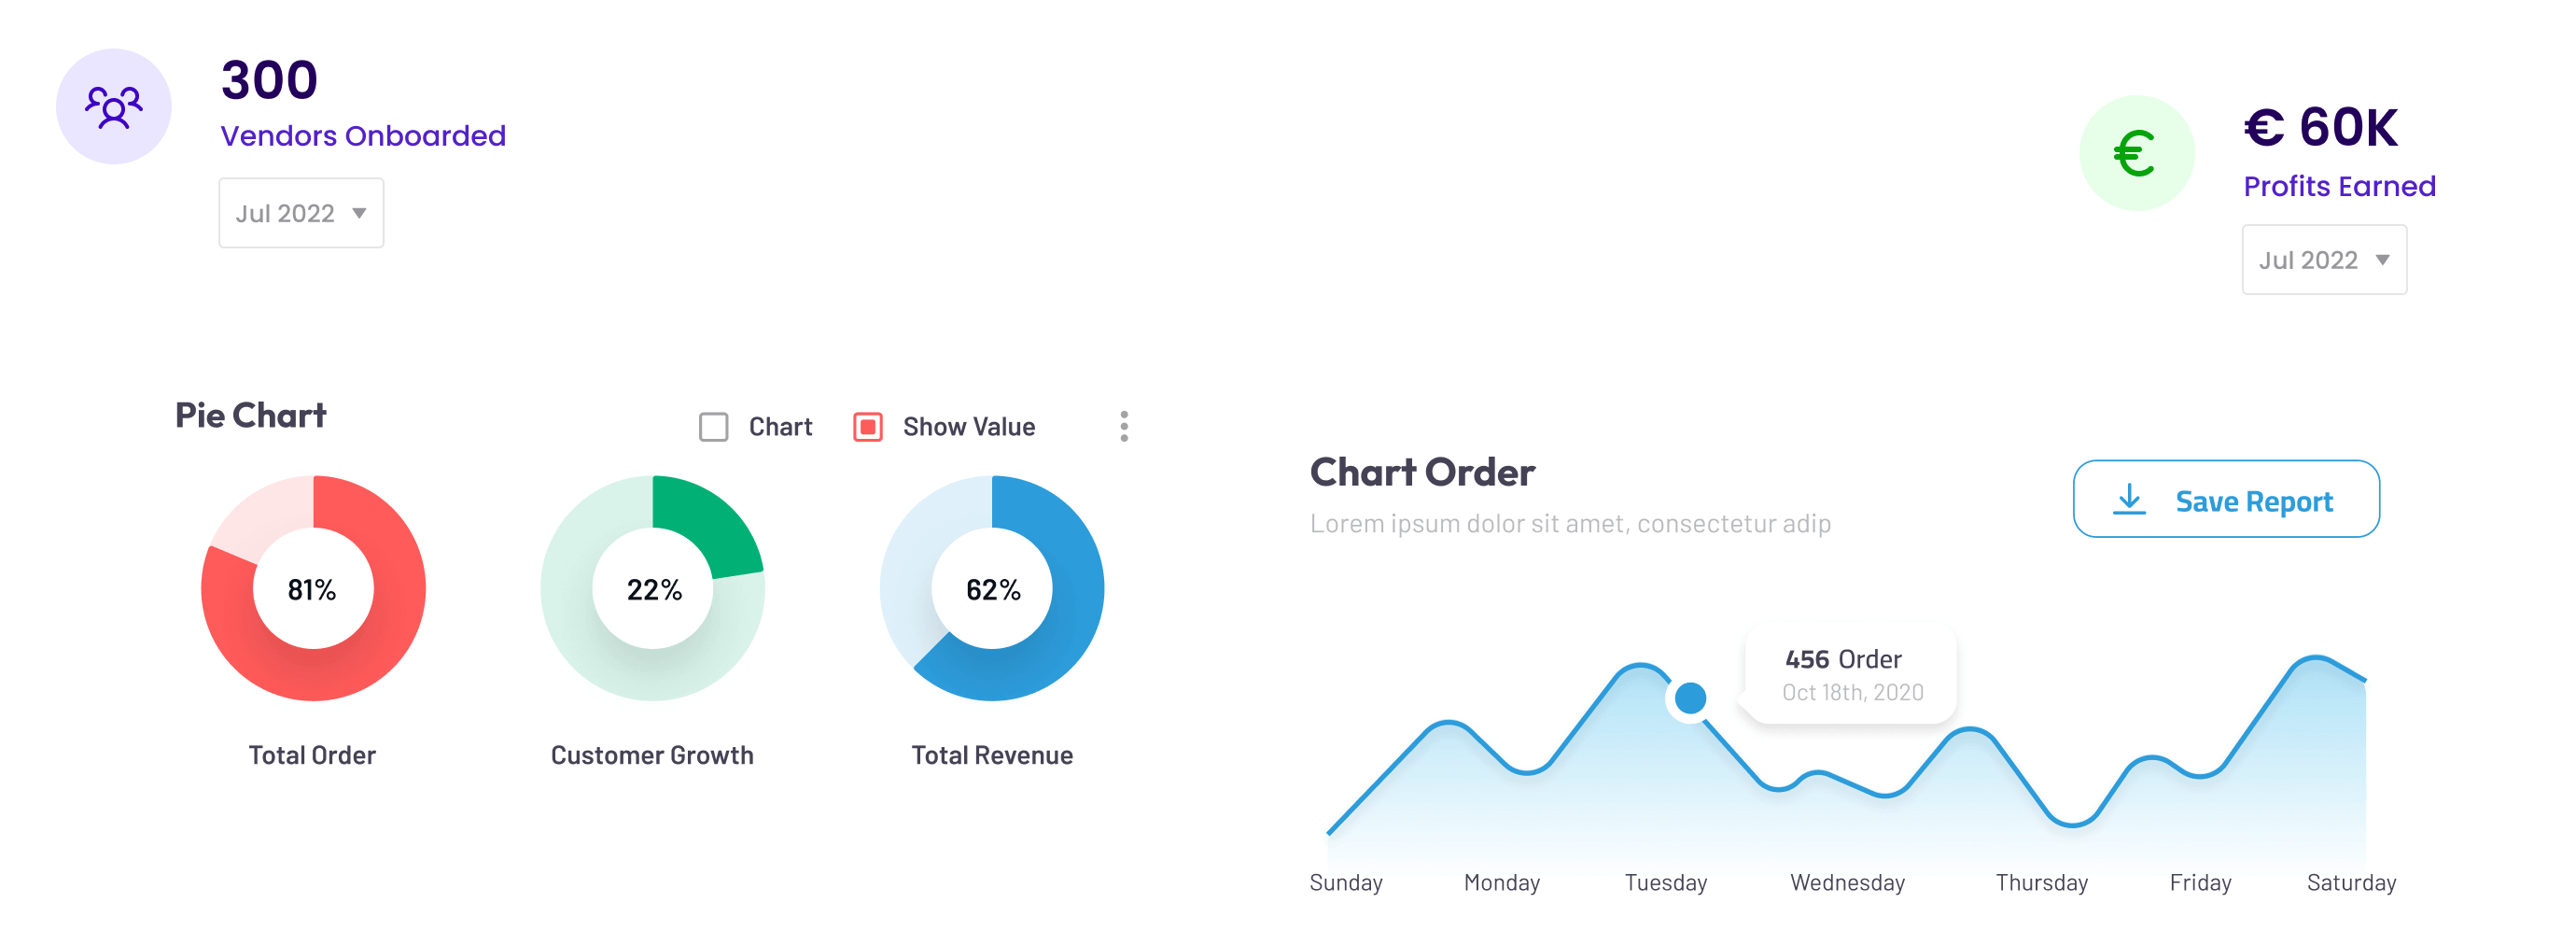 300
Vendors Onboarded
Jul 2022
€ 60K
Profits Earned
Jul 2022
Pie Chart
Chart
Show Value
81%
22%
62%
Total Order
Customer Growth
Total Revenue
Chart Order
Lorem ipsum dolor sit amet, consectetur adip
Save Report
456 Order
Oct 18th, 2020
Sunday
Monday
Tuesday
Wednesday
Thursday
Friday
Saturday